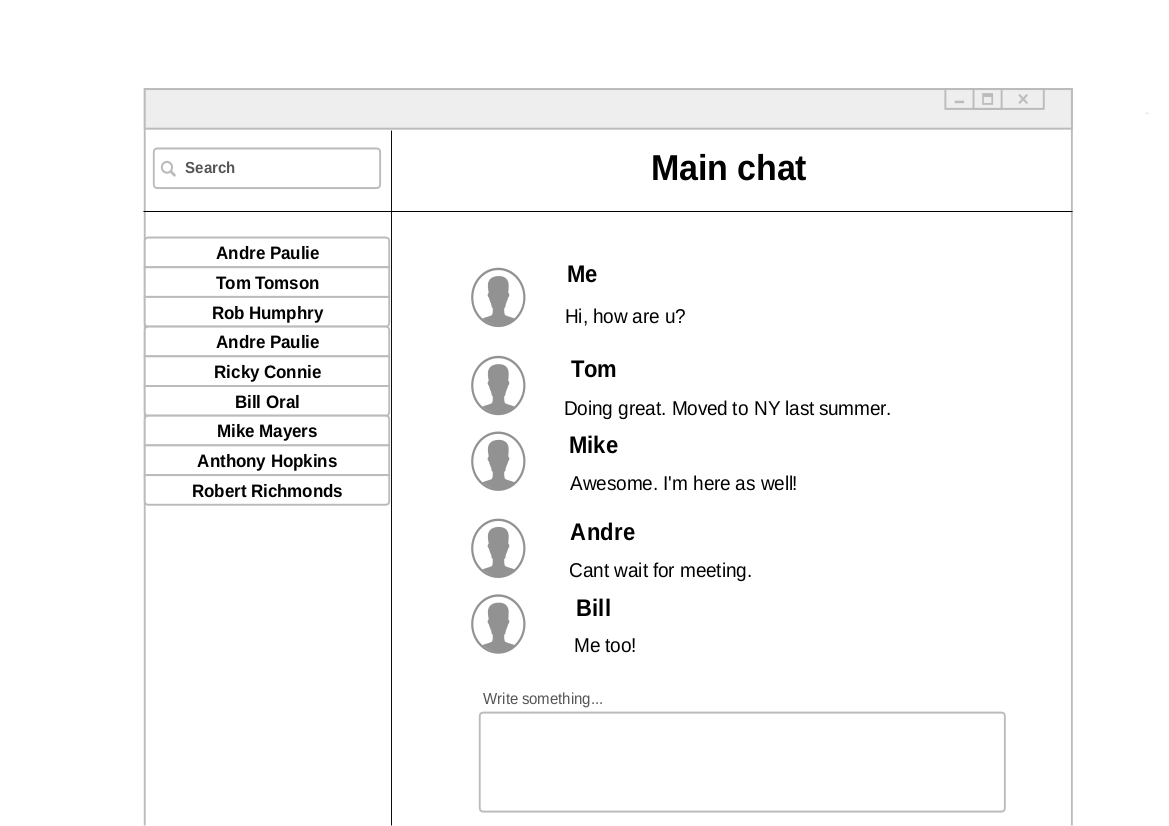 Search
Main chat
Andre Paulie
Tom Tomson
Rob Humphry
Andre Paulie
Ricky Connie
Bill Oral
Mike Mayers
Anthony Hopkins
Robert Richmonds
Me
Hi, how are u?
Tom
Doing great. Moved to NY last summer.
Mike
Awesome. I'm here as well!
Andre
Cant wait for meeting.
Bill
Me too!
Write something...